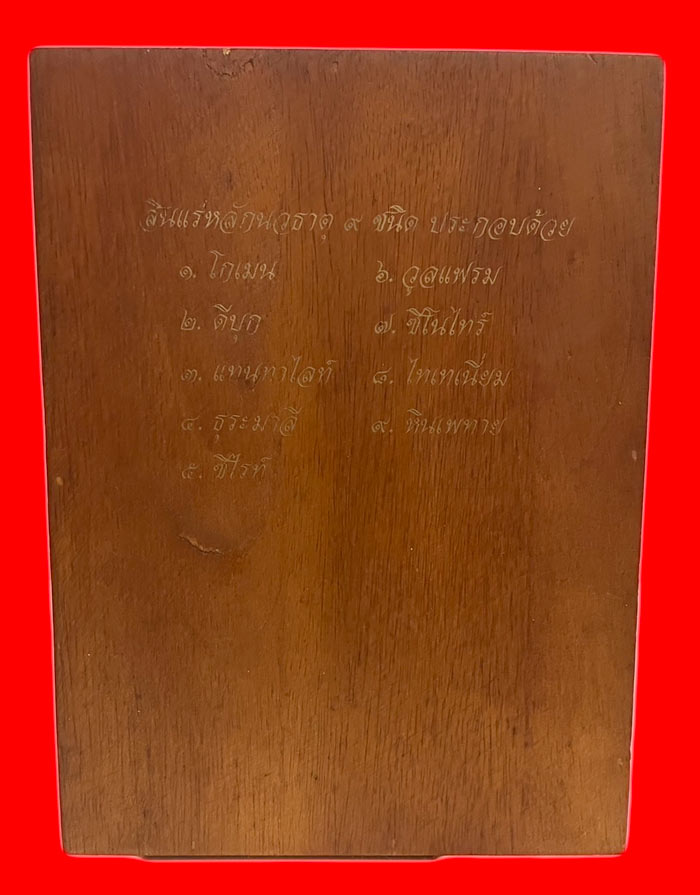 สินแร่หลักนวธาตุ ๙ ชนิด ประกอบด้วย
๑. โกเมน
๒. ดีบุก
๓. แทนทาไลท์
๔. ธุระมาลี
๕. ซีไรท์
๖. วูลแฟรม
๗. ซีโนไทร์
๘. ไทเทเนี่ยม
๙. หินเพทาย